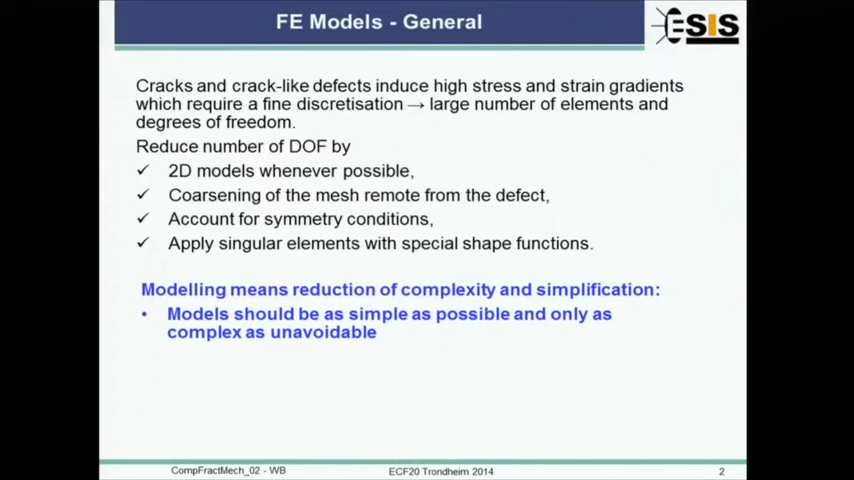 FE Models - General
ESIS
Cracks and crack-like defects induce high stress and strain gradients
which require a fine discretisation → large number of elements and
degrees of freedom.
Reduce number of DOF by
✓ 2D models whenever possible,
✓ Coarsening of the mesh remote from the defect,
✓ Account for symmetry conditions,
✓ Apply singular elements with special shape functions.
Modelling means reduction of complexity and simplification:
• Models should be as simple as possible and only as
complex as unavoidable
CompFractMech_02 - WB
ECF20 Trondheim 2014
2